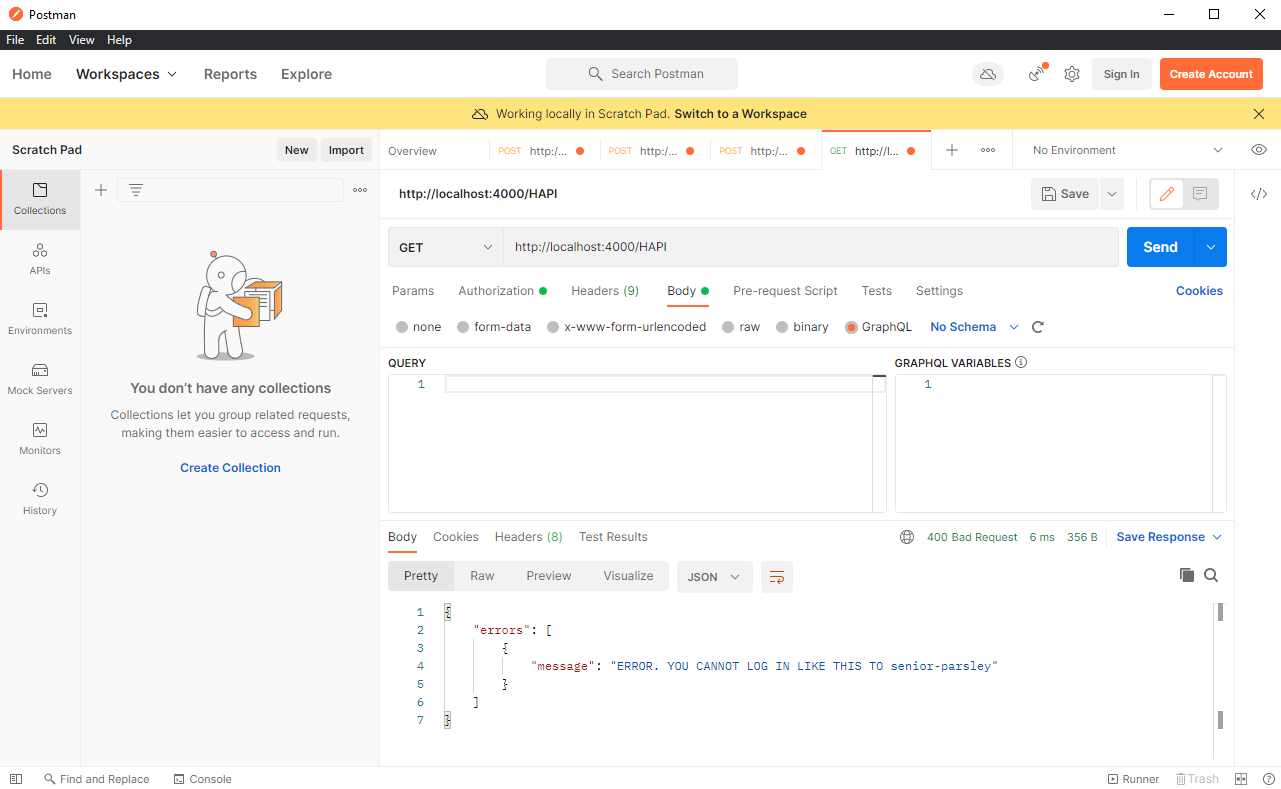 Postman
File Edit View Help
Home Workspaces Reports Explore Search Postman Sign In Create Account
Working locally in Scratch Pad. Switch to a Workspace
Scratch Pad New Import Overview POST http:/... POST http:/... POST http:/... GET http://l... No Environment
Collections
APIs
Environments
Mock Servers
Monitors
History
You don't have any collections
Collections let you group related requests,
making them easier to access and run.
Create Collection
http://localhost:4000/HAPI Save
GET http://localhost:4000/HAPI Send
Params Authorization Headers (9) Body Pre-request Script Tests Settings Cookies
none form-data x-www-form-urlencoded raw binary GraphQL No Schema
QUERY GRAPHQL VARIABLES
1 1
Body Cookies Headers (8) Test Results 400 Bad Request 6 ms 356 B Save Response
Pretty Raw Preview Visualize JSON
1 {
2 "errors": [
3 {
4 "message": "ERROR. YOU CANNOT LOG IN LIKE THIS TO senior-parsley"
5 }
6 ]
7 }
Find and Replace Console Runner Trash